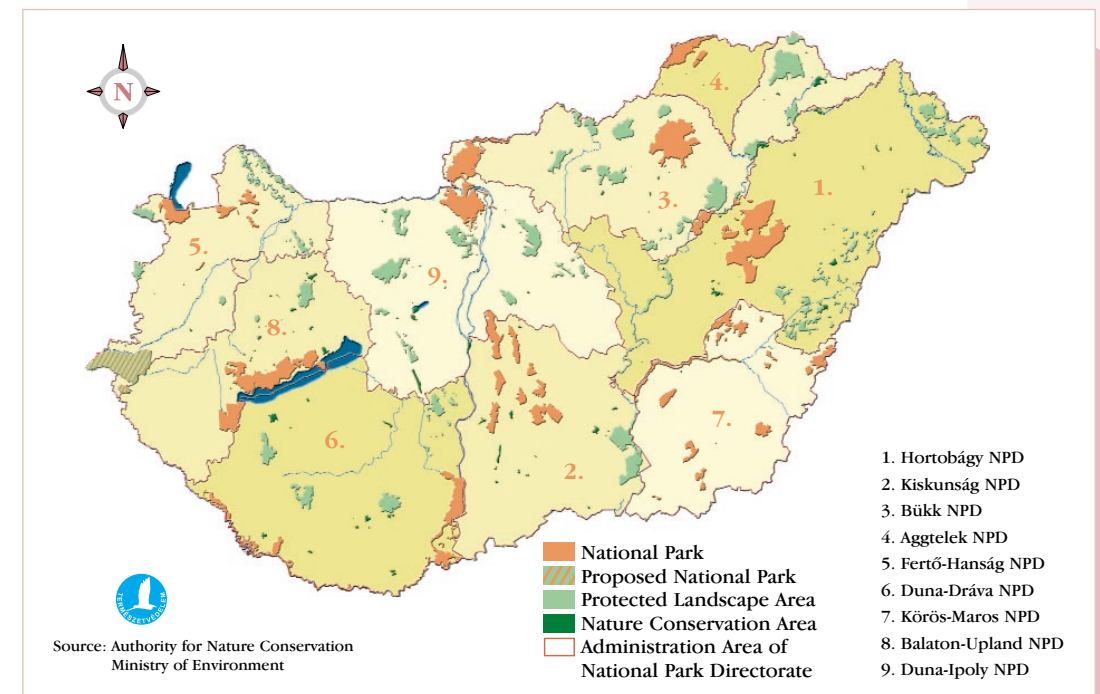 N
4.
1.
3.
5.
9.
8.
7.
6.
2.
1. Hortobágy NPD
2. Kiskunság NPD
3. Bükk NPD
4. Aggtelek NPD
5. Fertő-Hanság NPD
6. Duna-Dráva NPD
7. Körös-Maros NPD
8. Balaton-Upland NPD
9. Duna-Ipoly NPD
National Park
Proposed National Park
Protected Landscape Area
Nature Conservation Area
Administration Area of
National Park Directorate
TERMÉSZETVÉDELEM
Source: Authority for Nature Conservation
Ministry of Environment